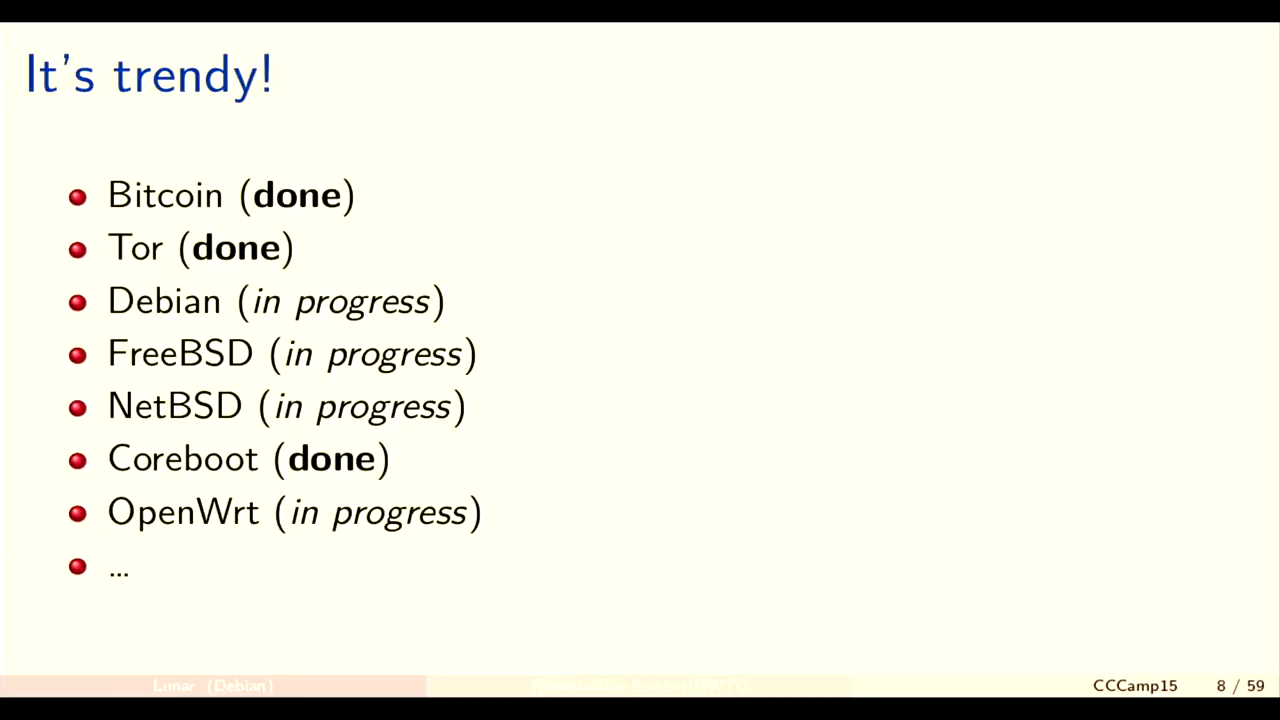 It's trendy!
Bitcoin (done)
Tor (done)
Debian (in progress)
FreeBSD (in progress)
NetBSD (in progress)
Coreboot (done)
OpenWrt (in progress)
...
Lunar (Debian)
CCCamp15 8 / 59